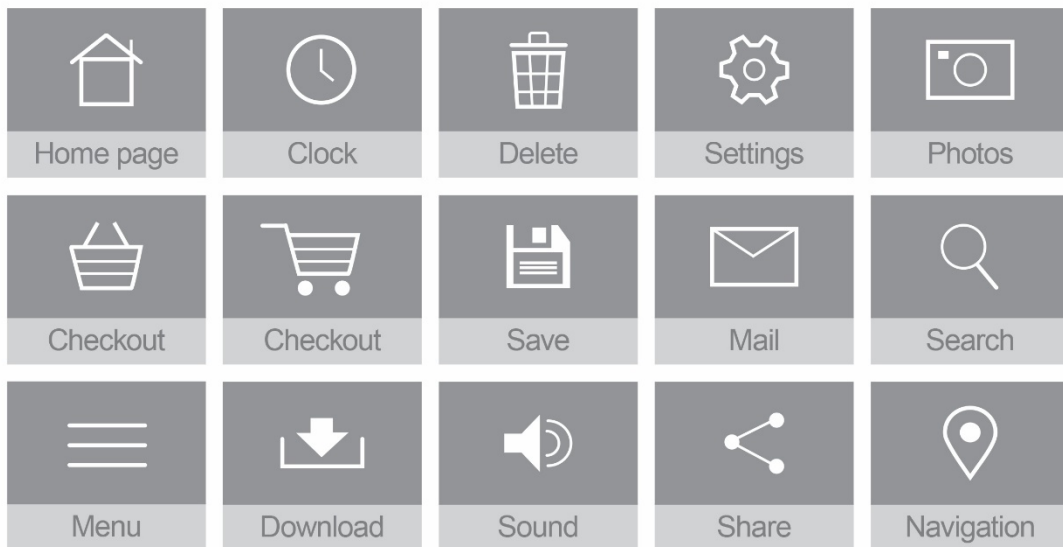 Home page
Clock
Delete
Settings
Photos
Checkout
Checkout
Save
Mail
Search
Menu
Download
Sound
Share
Navigation